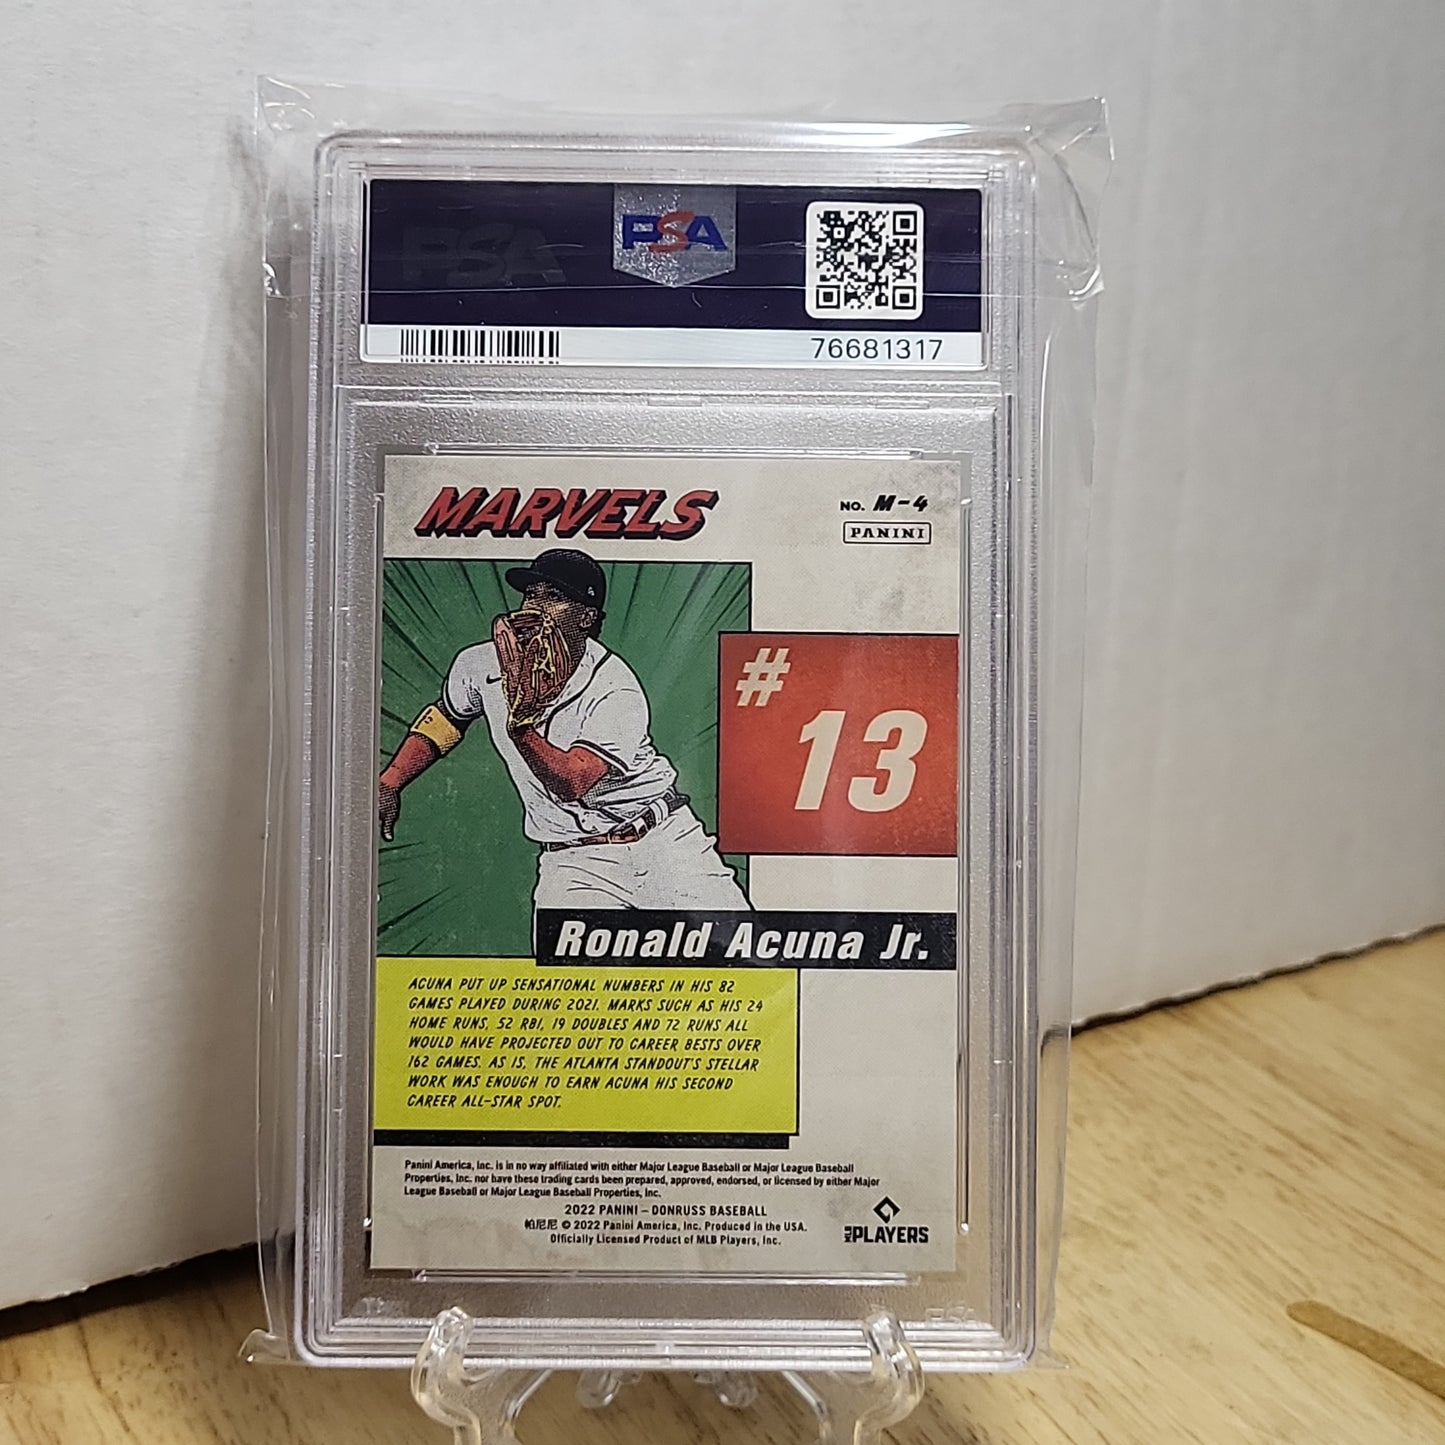 PSA
PSA
76681317
MARVELS
NO. M-4
PANINI
#
13
Ronald Acuna Jr.
ACUNA PUT UP SENSATIONAL NUMBERS IN HIS 82
GAMES PLAYED DURING 2021. MARKS SUCH AS HIS 24
HOME RUNS, 52 RBI, 19 DOUBLES AND 72 RUNS ALL
WOULD HAVE PROJECTED OUT TO CAREER BESTS OVER
162 GAMES. AS IS, THE ATLANTA STANDOUT'S STELLAR
WORK WAS ENOUGH TO EARN ACUNA HIS SECOND
CAREER ALL-STAR SPOT.
Panini America, Inc. is in no way affiliated with either Major League Baseball or Major League Baseball
Properties, Inc. nor have these trading cards been prepared, approved, endorsed, or licensed by either Major
League Baseball or Major League Baseball Properties, Inc.
2022 PANINI – DONRUSS BASEBALL
帕尼尼 © 2022 Panini America, Inc. Produced in the USA.
Officially Licensed Product of MLB Players, Inc.
MLB PLAYERS
PSA